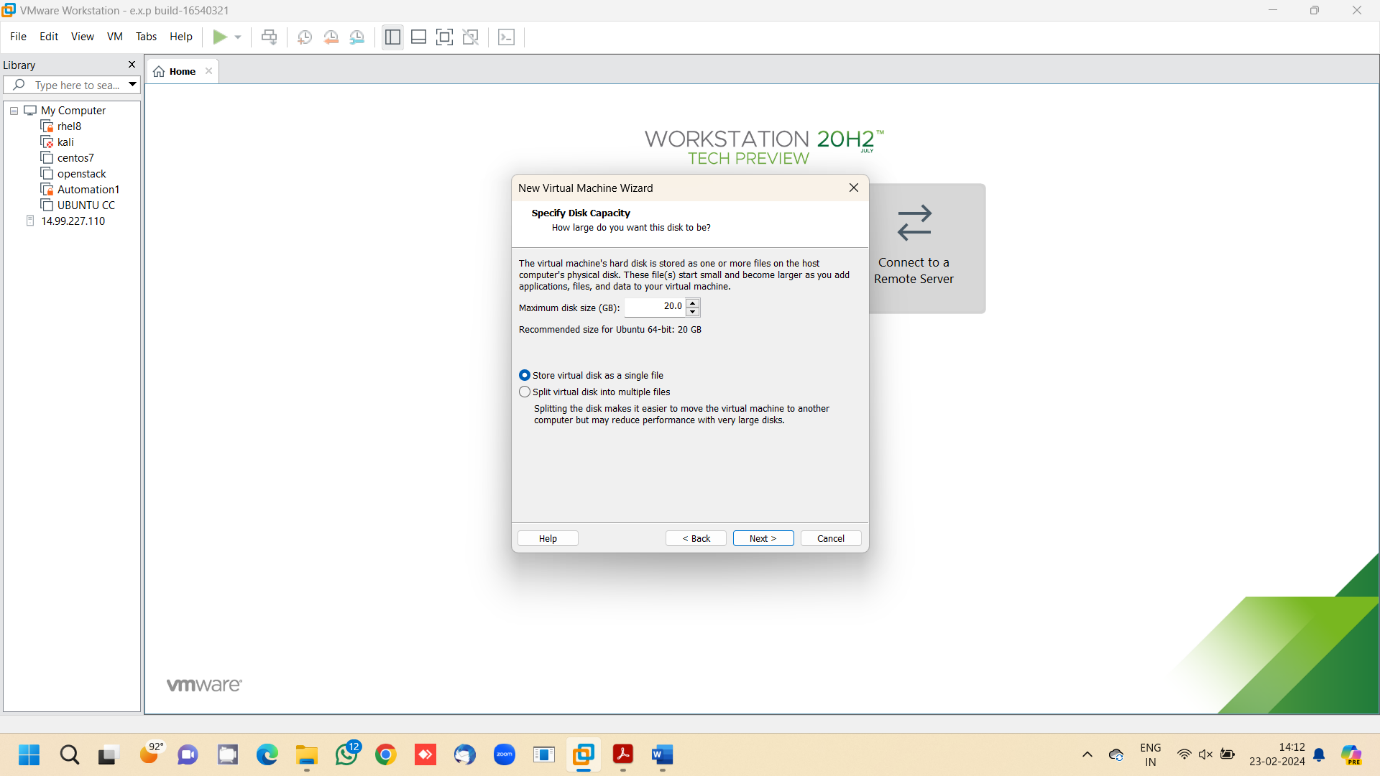 VMware Workstation - e.x.p build-16540321
File Edit View VM Tabs Help
Library
Type here to sea...
My Computer
rhel8
kali
centos7
openstack
Automation1
UBUNTU CC
14.99.227.110
Home
WORKSTATION 20H2™
JULY
TECH PREVIEW
Connect to a
Remote Server
New Virtual Machine Wizard
Specify Disk Capacity
How large do you want this disk to be?
The virtual machine's hard disk is stored as one or more files on the host
computer's physical disk. These file(s) start small and become larger as you add
applications, files, and data to your virtual machine.
Maximum disk size (GB): 20.0
Recommended size for Ubuntu 64-bit: 20 GB
Store virtual disk as a single file
Split virtual disk into multiple files
Splitting the disk makes it easier to move the virtual machine to another
computer but may reduce performance with very large disks.
Help < Back Next > Cancel
vmware®
92°
12
zoom
W
ENG
IN
14:12
23-02-2024
PRE